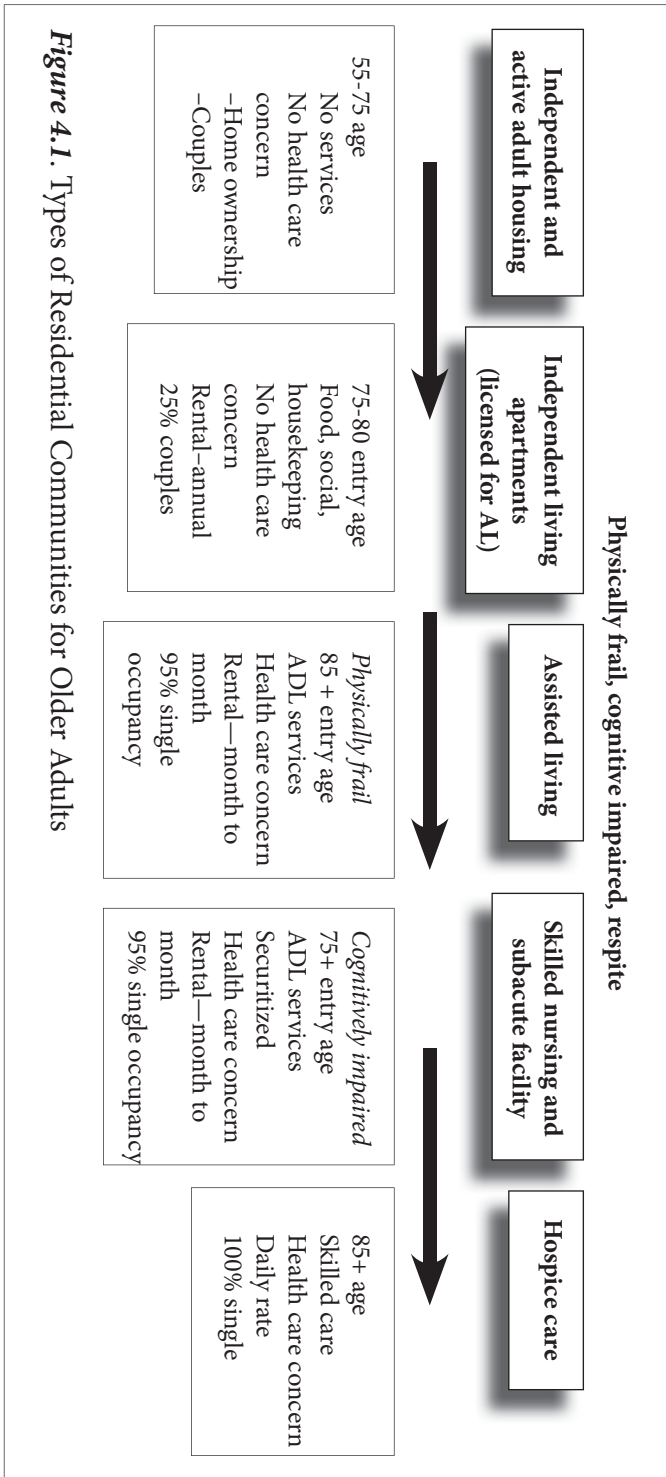 Physically frail, cognitive impaired, respite
Independent and
active adult housing
Independent living
apartments
(licensed for AL)
Assisted living
Skilled nursing and
subacute facility
Hospice care
55-75 age
No services
No health care
concern
–Home ownership
–Couples
75-80 entry age
Food, social,
housekeeping
No health care
concern
Rental–annual
25% couples
Physically frail
85 + entry age
ADL services
Health care concern
Rental—month to
month
95% single
occupancy
Cognitively impaired
75+ entry age
ADL services
Securitized
Health care concern
Rental—month to
month
95% single occupancy
85+ age
Skilled care
Health care concern
Daily rate
100% single
Figure 4.1. Types of Residential Communities for Older Adults